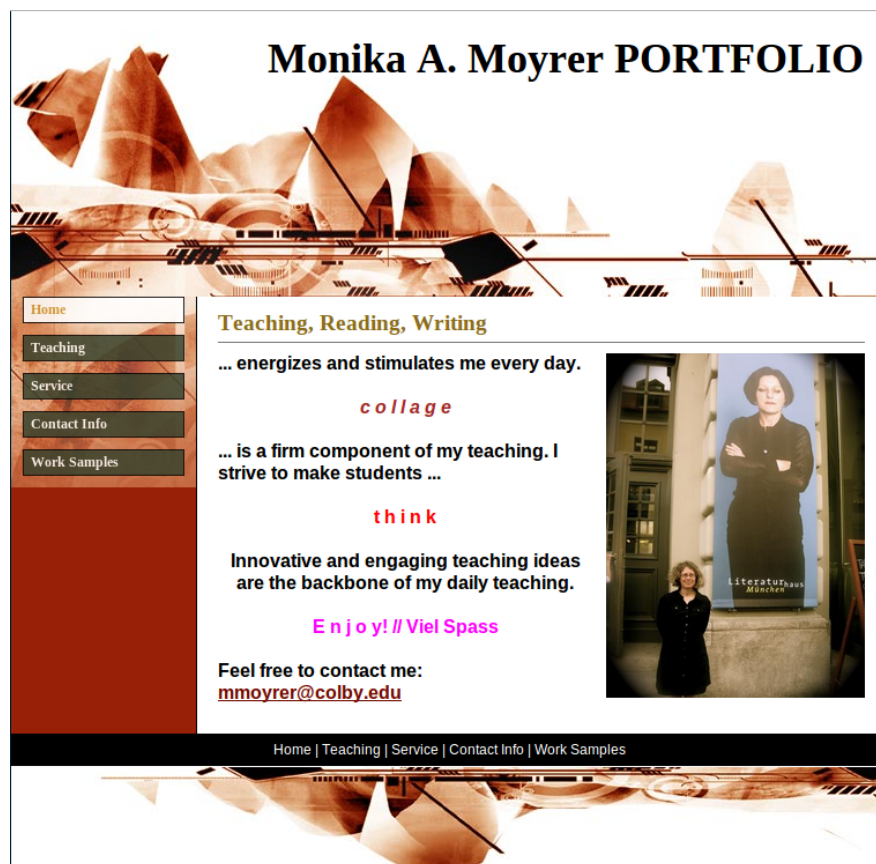 Monika A. Moyrer PORTFOLIO
Home
Teaching
Service
Contact Info
Work Samples
Teaching, Reading, Writing
... energizes and stimulates me every day.
c o l l a g e
... is a firm component of my teaching. I
strive to make students ...
t h i n k
Innovative and engaging teaching ideas
are the backbone of my daily teaching.
E n j o y! // Viel Spass
Feel free to contact me:
mmoyrer@colby.edu
Literaturhaus
München
Home | Teaching | Service | Contact Info | Work Samples